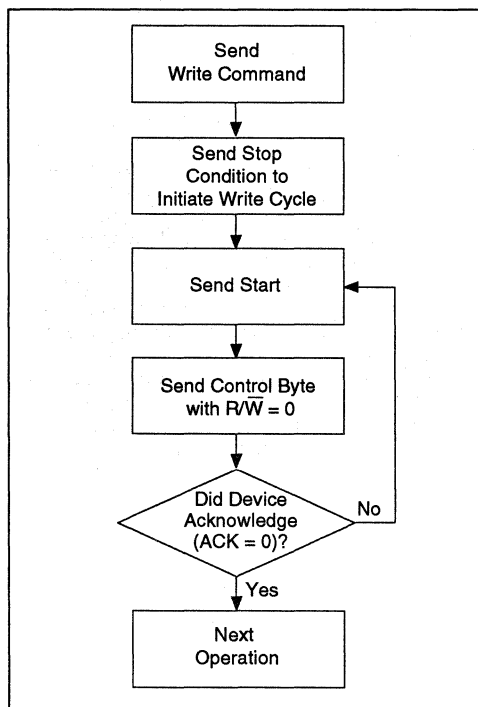 Send
Write Command
Send Stop
Condition to
Initiate Write Cycle
Send Start
Send Control Byte
with R/W̅ = 0
Did Device
Acknowledge
(ACK = 0)?
No
Yes
Next
Operation